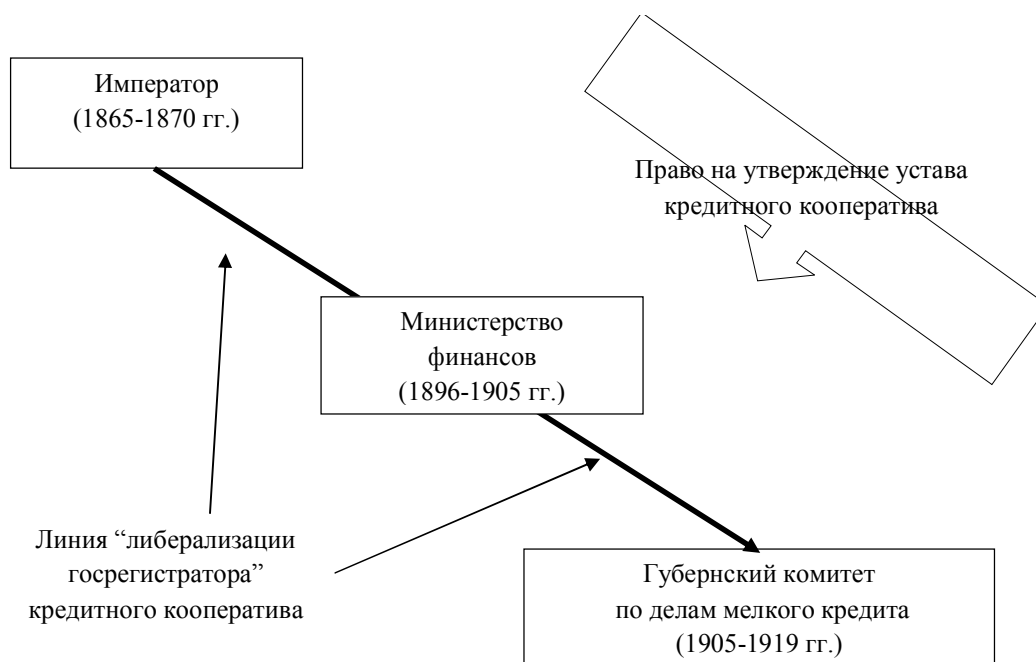 Император
(1865-1870 гг.)
Право на утверждение устава
кредитного кооператива
Министерство
финансов
(1896-1905 гг.)
Линия “либерализации
госрегистратора”
кредитного кооператива
Губернский комитет
по делам мелкого кредита
(1905-1919 гг.)